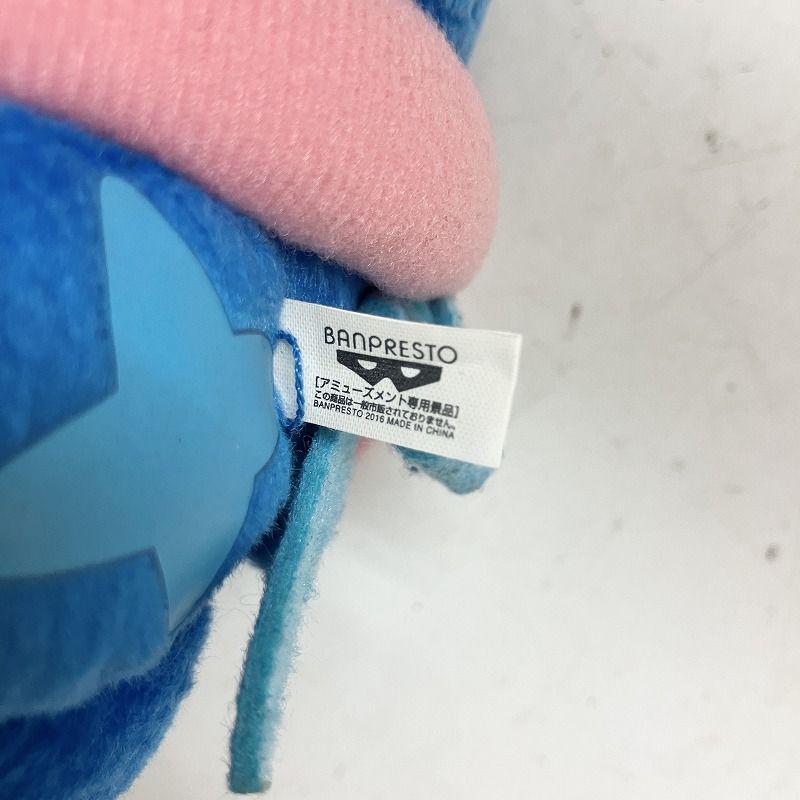 BANPRESTO
[アミューズメント専用景品]
この商品は一般市販されておりません。
BANPRESTO 2016 MADE IN CHINA